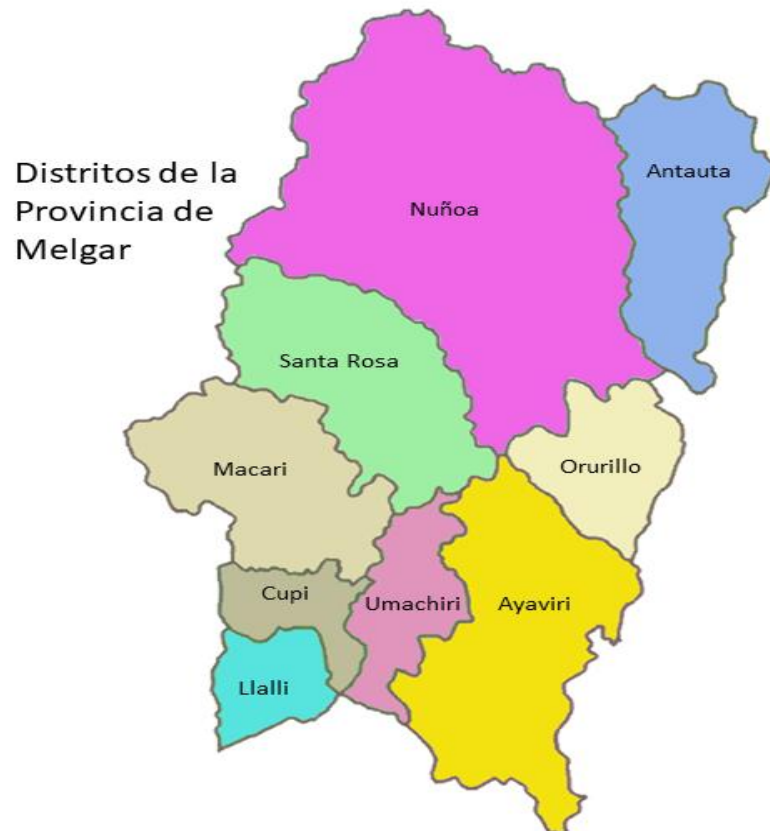 Distritos de la
Provincia de
Melgar
Nuñoa
Antauta
Santa Rosa
Macari
Orurillo
Cupi
Umachiri
Ayaviri
Llalli